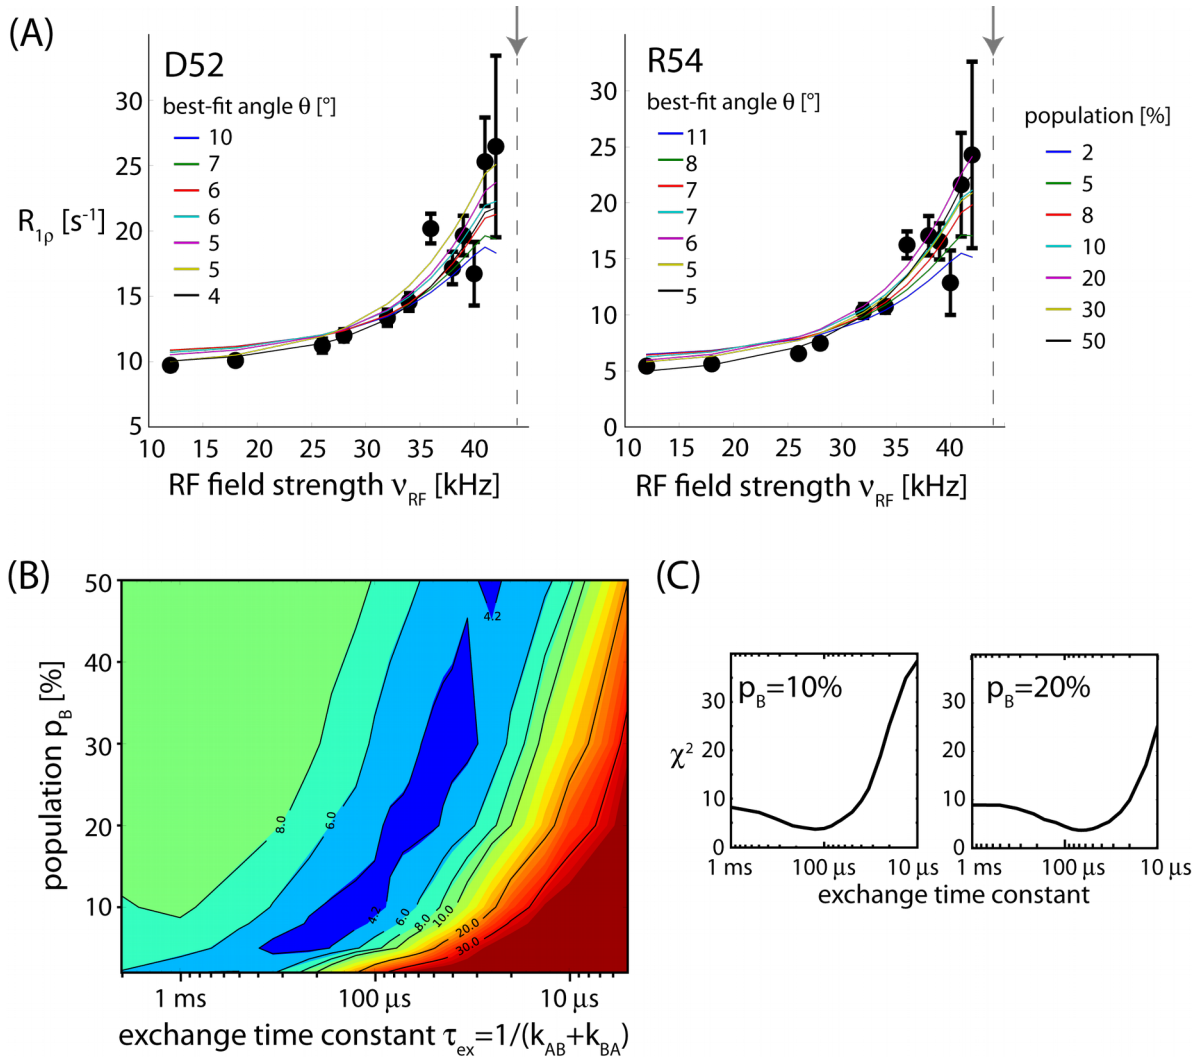 (A)
D52
best-fit angle θ [°]
10
7
6
6
5
5
4
R1ρ [s-1]
30
25
20
15
10
5
10 15 20 25 30 35 40
RF field strength νRF [kHz]
R54
best-fit angle θ [°]
11
8
7
7
6
5
5
30
25
20
15
10
5
0
10 15 20 25 30 35 40
RF field strength νRF [kHz]
population [%]
2
5
8
10
20
30
50
(B)
50
40
30
20
10
population pB [%]
4.2
8.0
6.0
4.2
6.0
8.0
10.0
20.0
30.0
1 ms 100 μs 10 μs
exchange time constant τex=1/(kAB+kBA)
(C)
pB=10%
χ2
30
20
10
0
1 ms 100 μs 10 μs
pB=20%
30
20
10
0
1 ms 100 μs 10 μs
exchange time constant